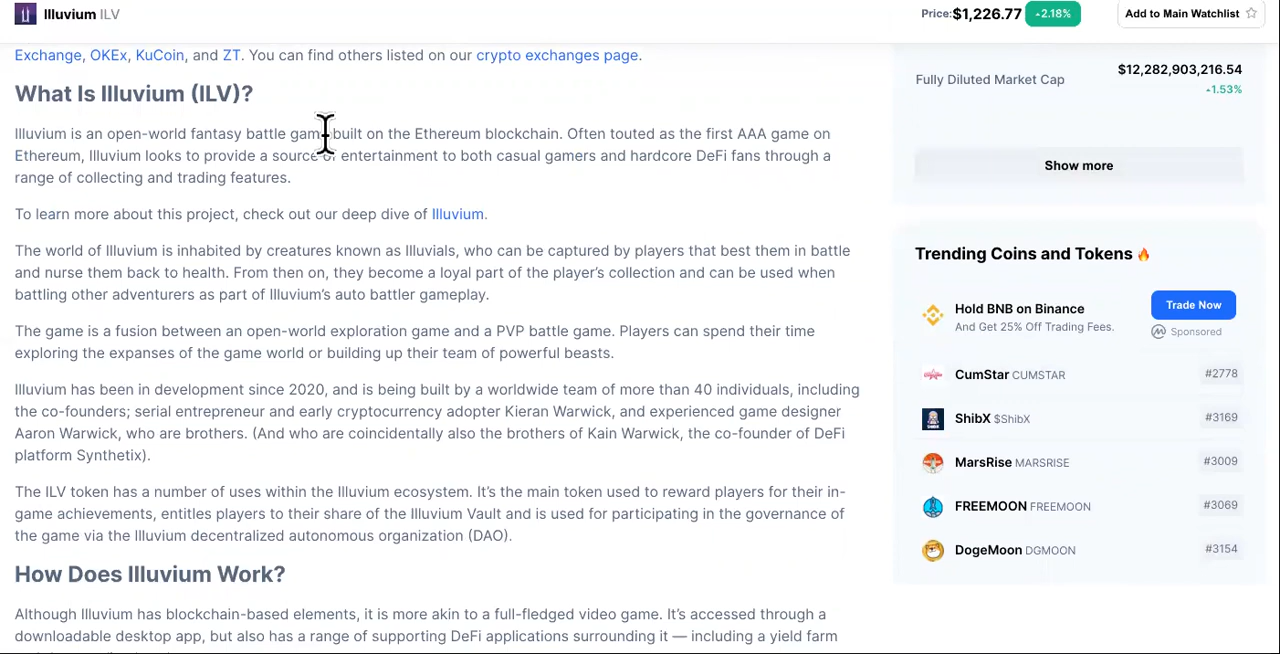 Illuvium ILV
Price:$1,226.77 2.18%
Add to Main Watchlist
Exchange, OKEx, KuCoin, and ZT. You can find others listed on our crypto exchanges page.
What Is Illuvium (ILV)?
Illuvium is an open-world fantasy battle game built on the Ethereum blockchain. Often touted as the first AAA game on
Ethereum, Illuvium looks to provide a source of entertainment to both casual gamers and hardcore DeFi fans through a
range of collecting and trading features.
To learn more about this project, check out our deep dive of Illuvium.
The world of Illuvium is inhabited by creatures known as Illuvials, who can be captured by players that best them in battle
and nurse them back to health. From then on, they become a loyal part of the player's collection and can be used when
battling other adventurers as part of Illuvium's auto battler gameplay.
The game is a fusion between an open-world exploration game and a PVP battle game. Players can spend their time
exploring the expanses of the game world or building up their team of powerful beasts.
Illuvium has been in development since 2020, and is being built by a worldwide team of more than 40 individuals, including
the co-founders; serial entrepreneur and early cryptocurrency adopter Kieran Warwick, and experienced game designer
Aaron Warwick, who are brothers. (And who are coincidentally also the brothers of Kain Warwick, the co-founder of DeFi
platform Synthetix).
The ILV token has a number of uses within the Illuvium ecosystem. It's the main token used to reward players for their in-
game achievements, entitles players to their share of the Illuvium Vault and is used for participating in the governance of
the game via the Illuvium decentralized autonomous organization (DAO).
How Does Illuvium Work?
Although Illuvium has blockchain-based elements, it is more akin to a full-fledged video game. It's accessed through a
downloadable desktop app, but also has a range of supporting DeFi applications surrounding it — including a yield farm
Fully Diluted Market Cap
$12,282,903,216.54
1.53%
Show more
Trending Coins and Tokens
Hold BNB on Binance
And Get 25% Off Trading Fees.
Trade Now
Sponsored
CumStar CUMSTAR #2778
ShibX $ShibX #3169
MarsRise MARSRISE #3009
FREEMOON FREEMOON #3069
DogeMoon DGMOON #3154